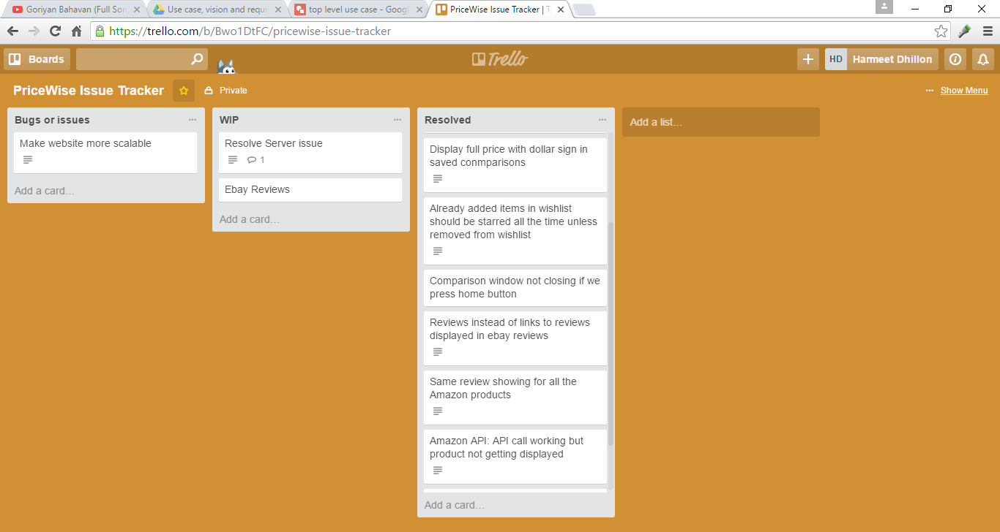 Goriyan Bahavan (Full Son
Use case, vision and requi
top level use case - Googl
PriceWise Issue Tracker | T
https://trello.com/b/Bwo1DtFC/pricewise-issue-tracker
Boards
Trello
HD Harmeet Dhillon
PriceWise Issue Tracker
Private
Show Menu
Bugs or issues
Make website more scalable
Add a card…
WIP
Resolve Server issue
1
Ebay Reviews
Add a card…
Resolved
Display full price with dollar sign in
saved conmparisons
Already added items in wishlist
should be starred all the time unless
removed from wishlist
Comparison window not closing if we
press home button
Reviews instead of links to reviews
displayed in ebay reviews
Same review showing for all the
Amazon products
Amazon API: API call working but
product not getting displayed
Add a card…
Add a list…